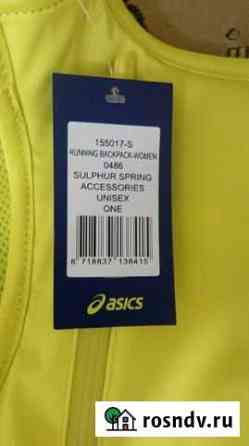 155017-S
RUNNING BACKPACK-WOMEN
0486
SULPHUR SPRING
ACCESSORIES
UNISEX
ONE
8 718837 138415
asics
rosndv.ru